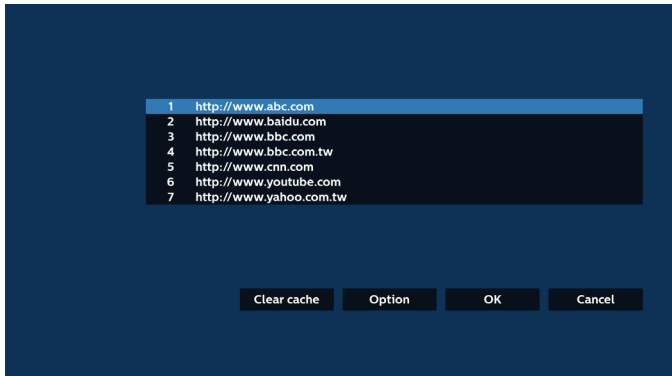 1 http://www.abc.com
2 http://www.baidu.com
3 http://www.bbc.com
4 http://www.bbc.com.tw
5 http://www.cnn.com
6 http://www.youtube.com
7 http://www.yahoo.com.tw
Clear cache Option OK Cancel